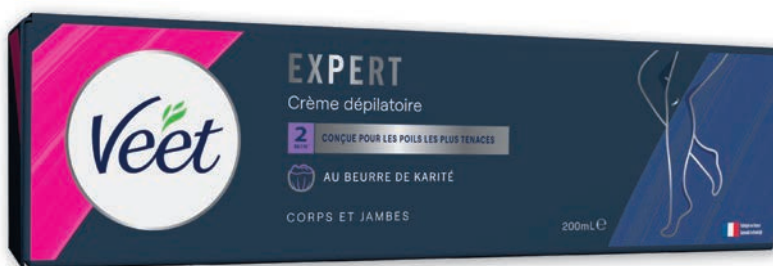 Veet
EXPERT
Crème dépilatoire
2
CONÇUE POUR LES POILS LES PLUS TENACES
AU BEURRE DE KARITÉ
CORPS ET JAMBES
200mL℮